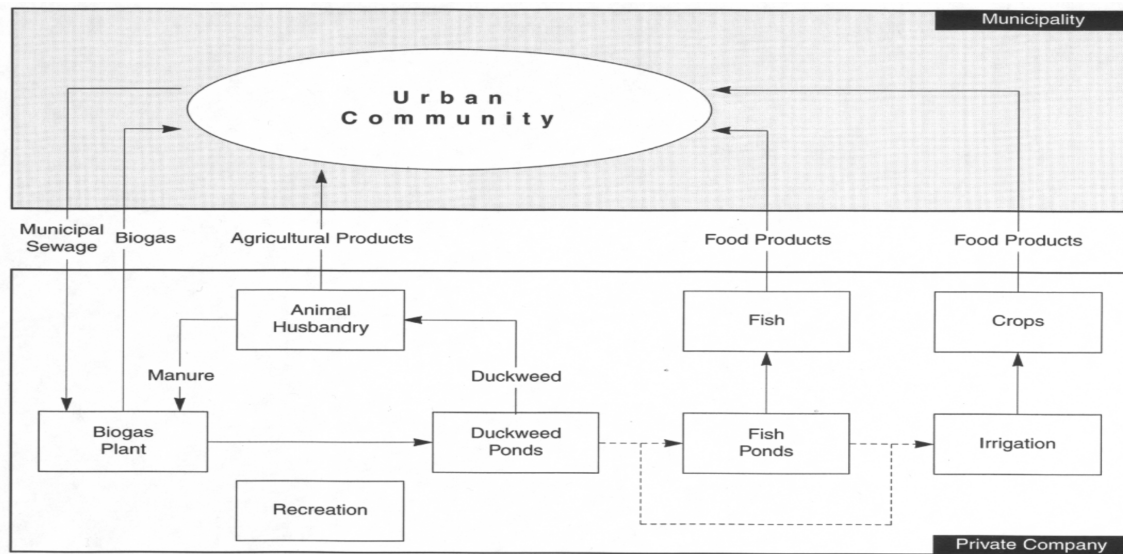 Municipality
Urban
Community
Municipal
Sewage
Biogas
Agricultural Products
Food Products
Food Products
Animal
Husbandry
Fish
Crops
Manure
Duckweed
Biogas
Plant
Duckweed
Ponds
Fish
Ponds
Irrigation
Recreation
Private Company